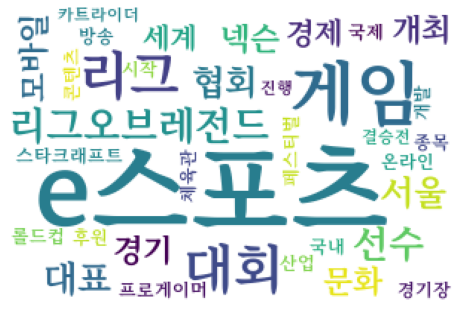 카트라이더
방송
모바일
콘텐츠
시작
리그
세계
넥슨
협회
경제
국제
개최
진행
게임
개발
리그오브레전드
페스티벌
결승전
종목
스타크래프트
체육관
온라인
e스포츠
서울
롤드컵
후원
경기
대회
국내
선수
산업
대표
프로게이머
문화
경기장